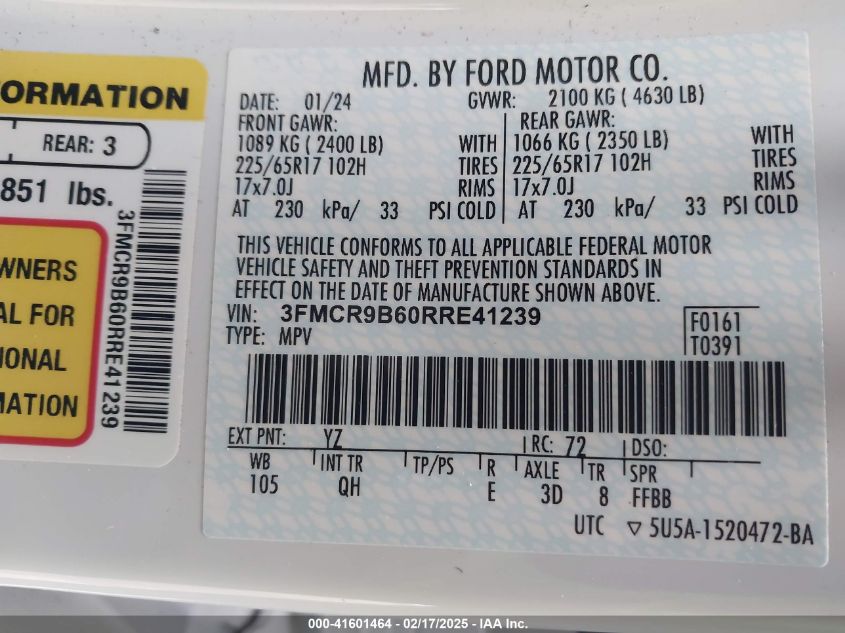 ORMATION
REAR: 3
851 lbs.
WNERS
AL FOR
IONAL
MATION
3FMCR9B60RRE41239
MFD. BY FORD MOTOR CO.
DATE: 01/24 GVWR: 2100 KG ( 4630 LB)
FRONT GAWR: REAR GAWR:
1089 KG ( 2400 LB) WITH 1066 KG ( 2350 LB) WITH
225/65R17 102H TIRES 225/65R17 102H TIRES
17x7.0J RIMS 17x7.0J RIMS
AT 230 kPa/ 33 PSI COLD AT 230 kPa/ 33 PSI COLD
THIS VEHICLE CONFORMS TO ALL APPLICABLE FEDERAL MOTOR
VEHICLE SAFETY AND THEFT PREVENTION STANDARDS IN
EFFECT ON THE DATE OF MANUFACTURE SHOWN ABOVE.
VIN: 3FMCR9B60RRE41239 F0161
TYPE: MPV T0391
EXT PNT: YZ RC: 72 DSO:
WB INT TR TP/PS R AXLE TR SPR
105 QH E 3D 8 FFBB
UTC ▽ 5U5A-1520472-BA
000-41601464 - 02/17/2025 - IAA Inc.